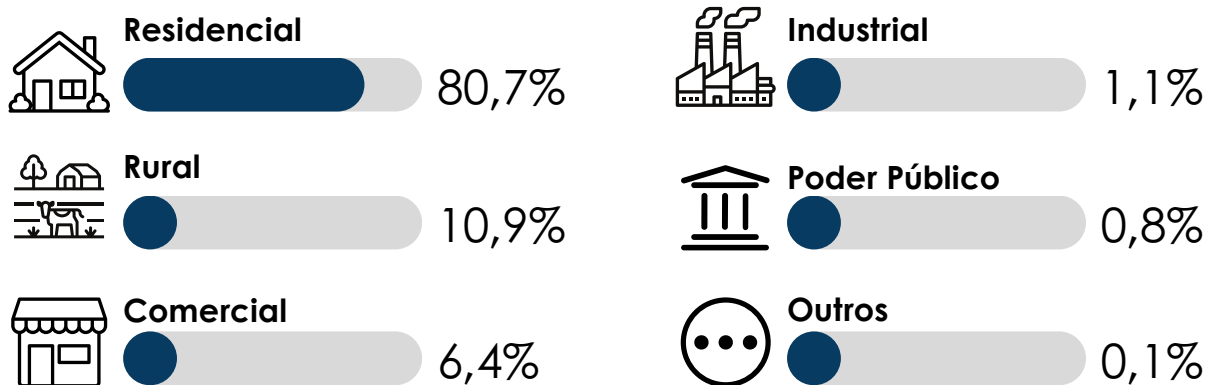 Residencial
80,7%
Rural
10,9%
Comercial
6,4%
Industrial
1,1%
Poder Público
0,8%
Outros
0,1%